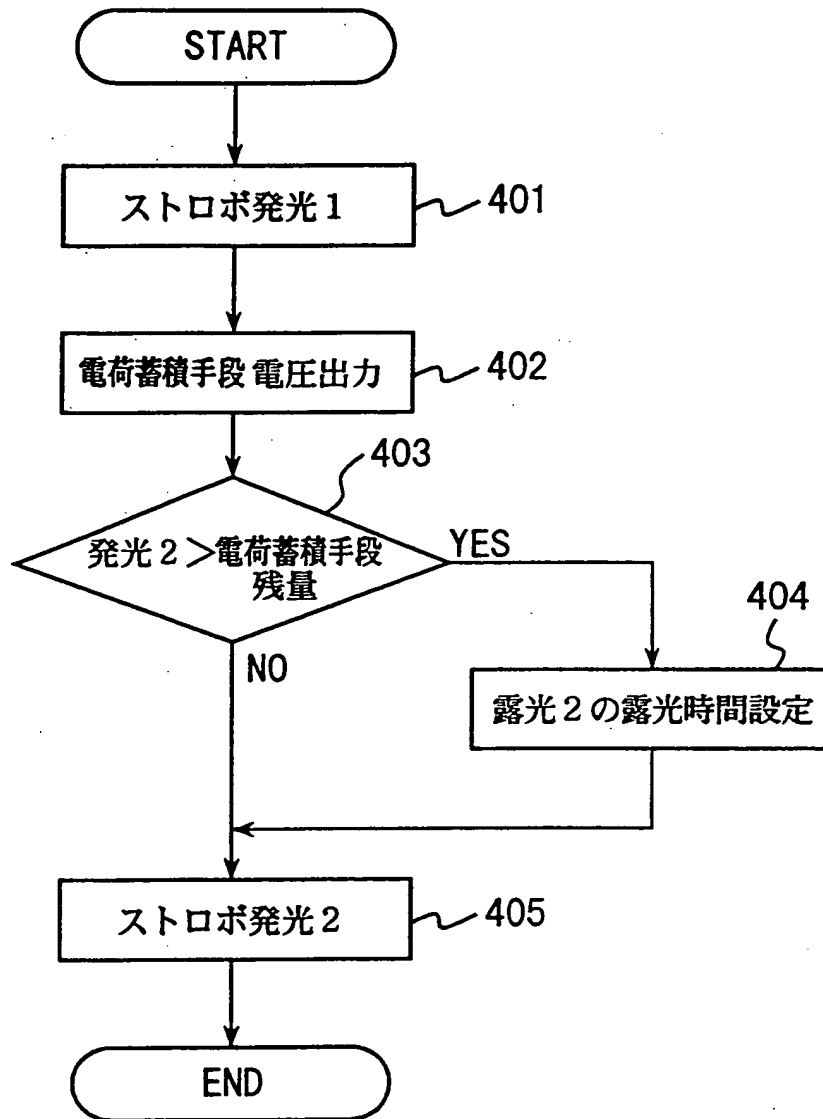 START
ストロボ発光1
401
電荷蓄積手段 電圧出力
402
403
発光2＞電荷蓄積手段
残量
YES
404
NO
露光2の露光時間設定
ストロボ発光2
405
END